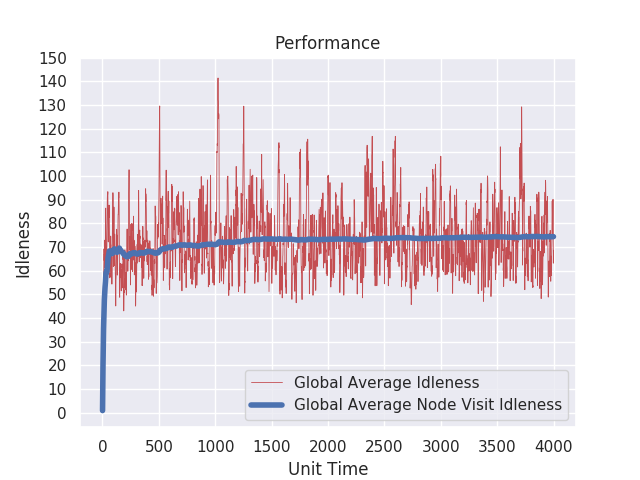 Performance
150
140
130
120
110
100
90
80
70
60
50
40
30
20
10
0
Idleness
Global Average Idleness
Global Average Node Visit Idleness
0 500 1000 1500 2000 2500 3000 3500 4000
Unit Time